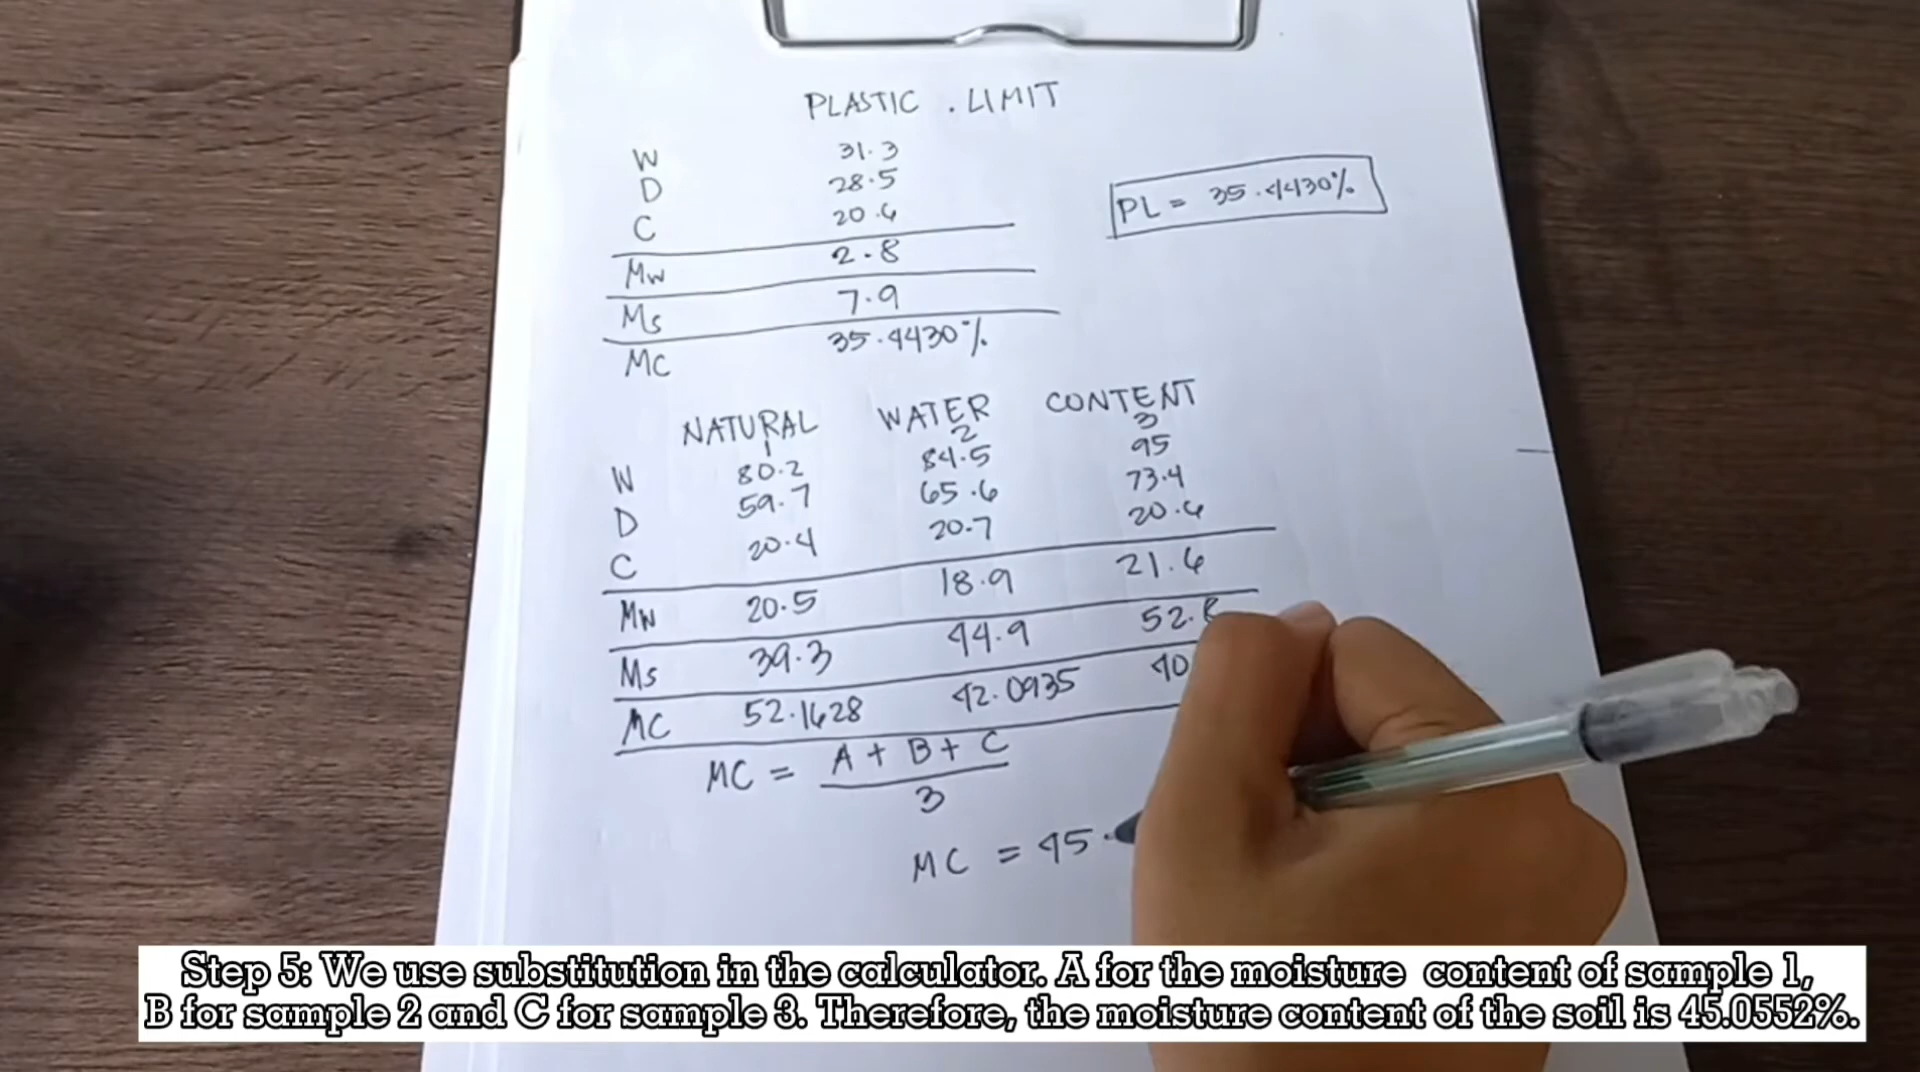 PLASTIC . LIMIT
W 31.3
D 28.5
C 20.6
Mw 2.8
Ms 7.9
MC 35.4430%
PL = 35.4430%
NATURAL WATER CONTENT
1 2 3
W 80.2 84.5 95
D 59.7 65.6 73.4
C 20.4 20.7 20.6
Mw 20.5 18.9 21.6
Ms 39.3 44.9 52.8
MC 52.1628 42.0935 40
MC = A + B + C
3
MC = 45.
Step 5: We use substitution in the calculator. A for the moisture content of sample 1,
B for sample 2 and C for sample 3. Therefore, the moisture content of the soil is 45.0552%.